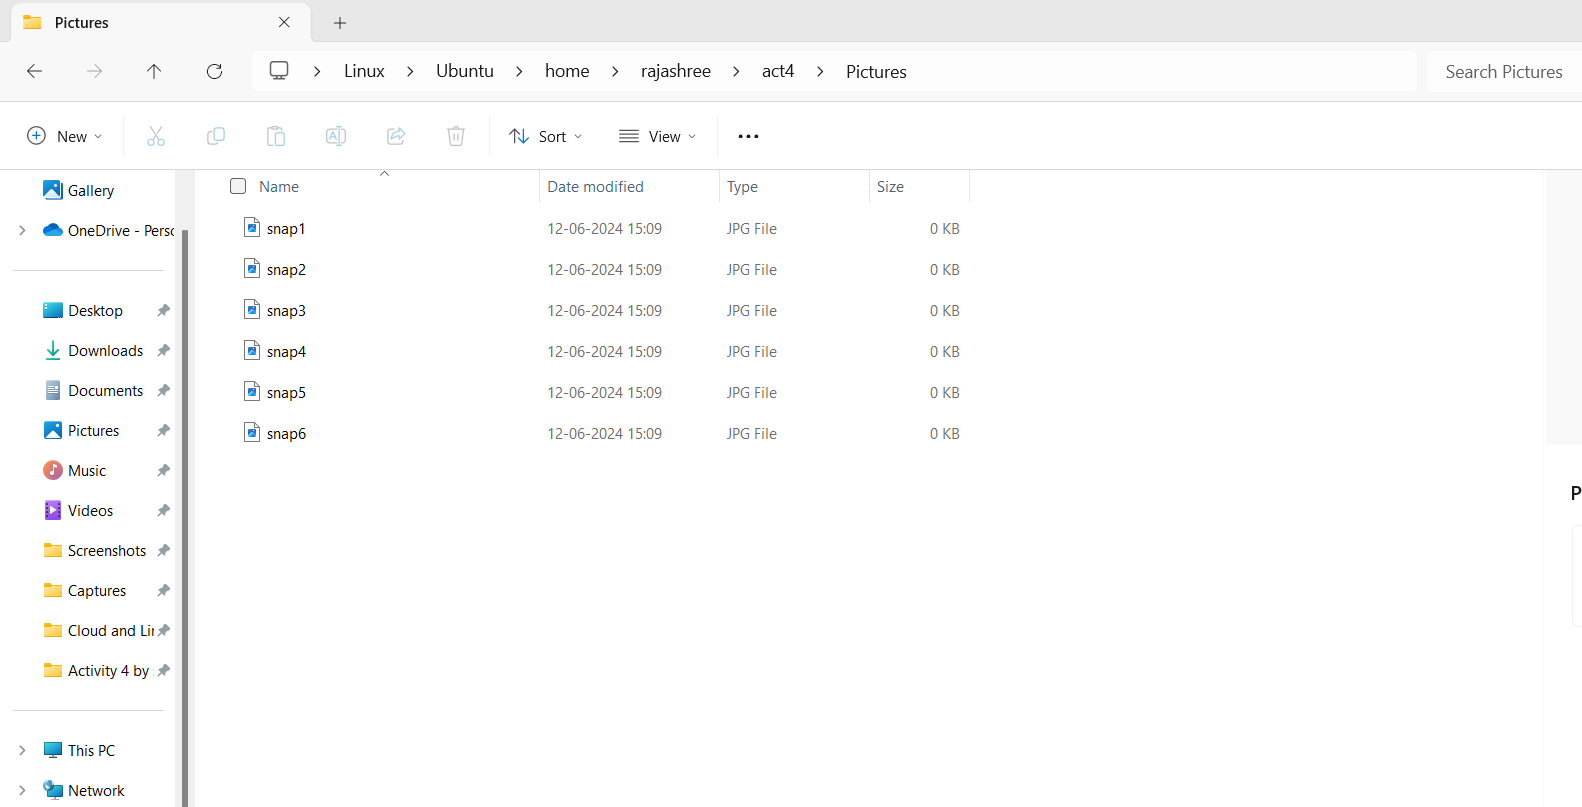 Pictures
Linux > Ubuntu > home > rajashree > act4 > Pictures
Search Pictures
New
Sort
View
Name Date modified Type Size
snap1 12-06-2024 15:09 JPG File 0 KB
snap2 12-06-2024 15:09 JPG File 0 KB
snap3 12-06-2024 15:09 JPG File 0 KB
snap4 12-06-2024 15:09 JPG File 0 KB
snap5 12-06-2024 15:09 JPG File 0 KB
snap6 12-06-2024 15:09 JPG File 0 KB
Gallery
OneDrive - Perso
Desktop
Downloads
Documents
Pictures
Music
Videos
Screenshots
Captures
Cloud and Lin
Activity 4 by
This PC
Network
P